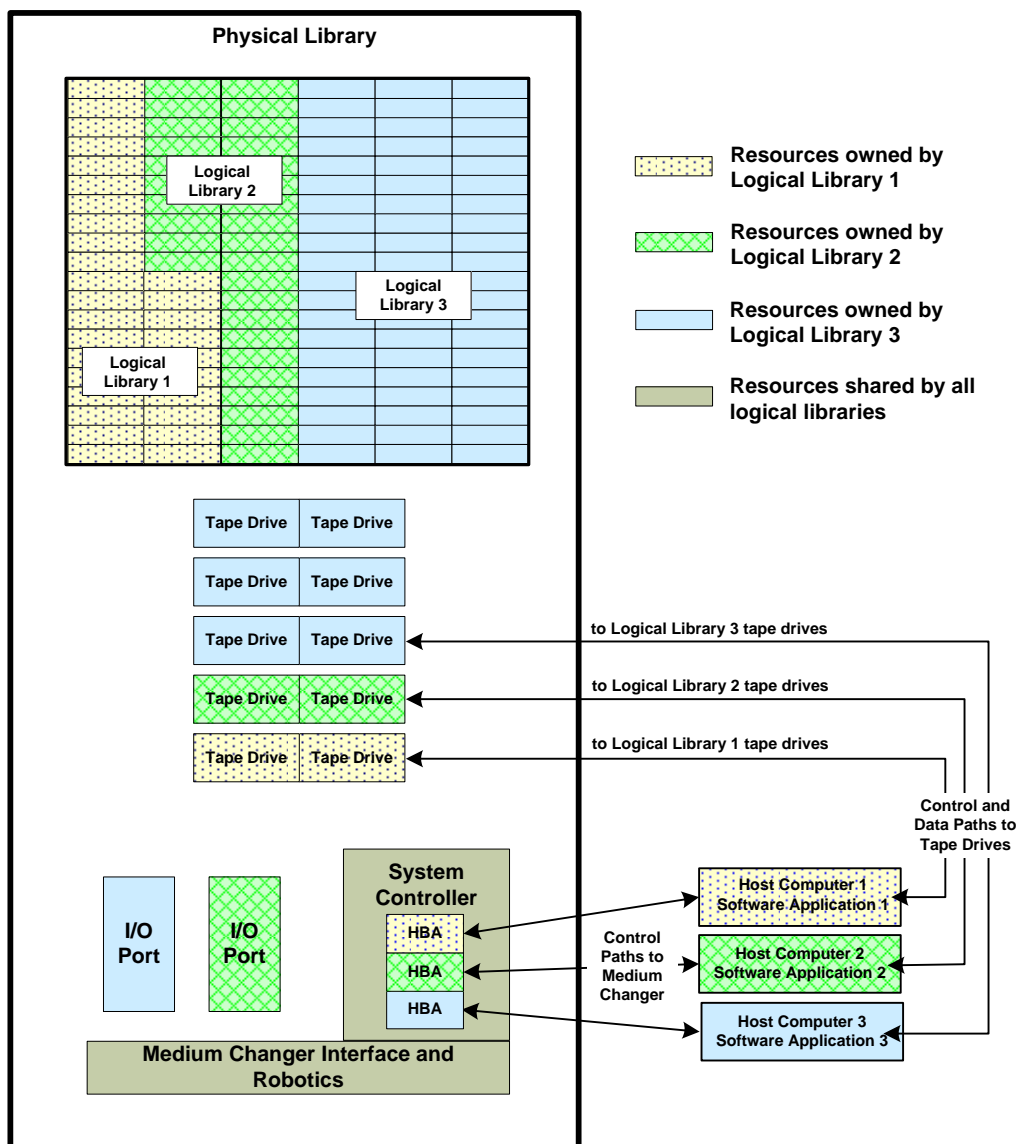 Physical Library
Logical
Library 2
Logical
Library 3
Logical
Library 1
Resources owned by
Logical Library 1
Resources owned by
Logical Library 2
Resources owned by
Logical Library 3
Resources shared by all
logical libraries
Tape Drive Tape Drive
Tape Drive Tape Drive
Tape Drive Tape Drive
Tape Drive Tape Drive
Tape Drive Tape Drive
to Logical Library 3 tape drives
to Logical Library 2 tape drives
to Logical Library 1 tape drives
Control and
Data Paths to
Tape Drives
I/O
Port
I/O
Port
System
Controller
HBA
HBA
HBA
Control
Paths to
Medium
Changer
Host Computer 1
Software Application 1
Host Computer 2
Software Application 2
Host Computer 3
Software Application 3
Medium Changer Interface and
Robotics